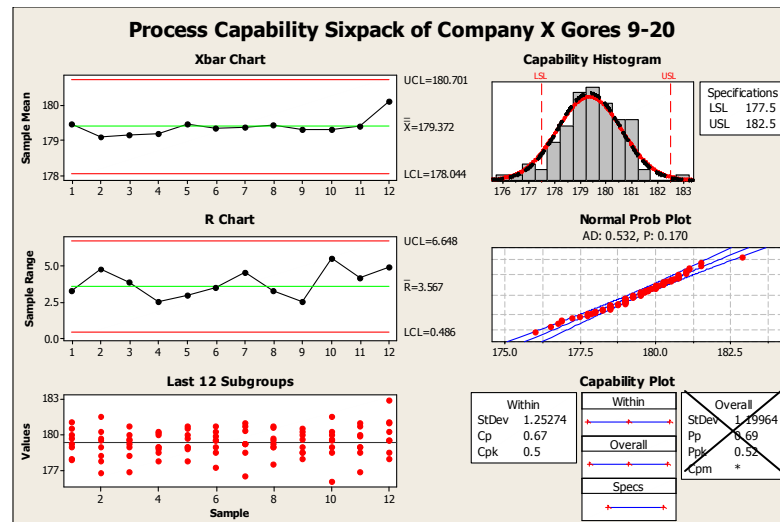 Process Capability Sixpack of Company X Gores 9-20
Xbar Chart
Sample Mean
180
179
178
1 2 3 4 5 6 7 8 9 10 11 12
UCL=180.701
X=179.372
LCL=178.044
Capability Histogram
LSL USL
176 177 178 179 180 181 182 183
Specifications
LSL 177.5
USL 182.5
R Chart
Sample Range
5.0
2.5
0.0
1 2 3 4 5 6 7 8 9 10 11 12
UCL=6.648
R=3.567
LCL=0.486
Normal Prob Plot
AD: 0.532, P: 0.170
175.0 177.5 180.0 182.5
Last 12 Subgroups
Values
183
180
177
2 4 6 8 10 12
Sample
Capability Plot
Within
StDev 1.25274
Cp 0.67
Cpk 0.5
Within
Overall
Specs
Overall
StDev 1.19964
Pp 0.69
Ppk 0.52
Cpm *